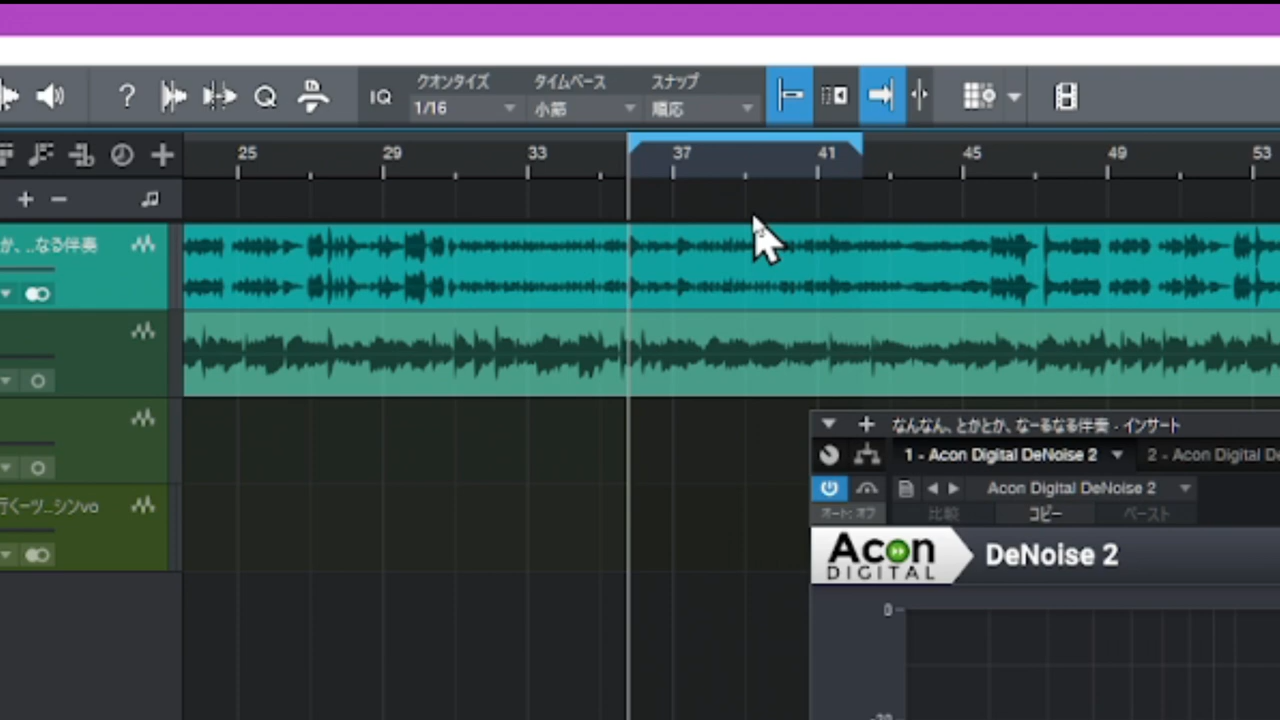 クオンタイズ タイムベース スナップ
? Q IQ 1/16 小節 順応
25 29 33 37 41 45 49 53
か、..なる伴奏
行くーツ...シンvo
なんなん、とかとか、なーるなる伴奏 - インサート
1 - Acon Digital DeNoise 2 2 - Acon Digital De
Acon Digital DeNoise 2
オート: オフ 比較 コピー ペースト
Acon DIGITAL DeNoise 2
0
-20